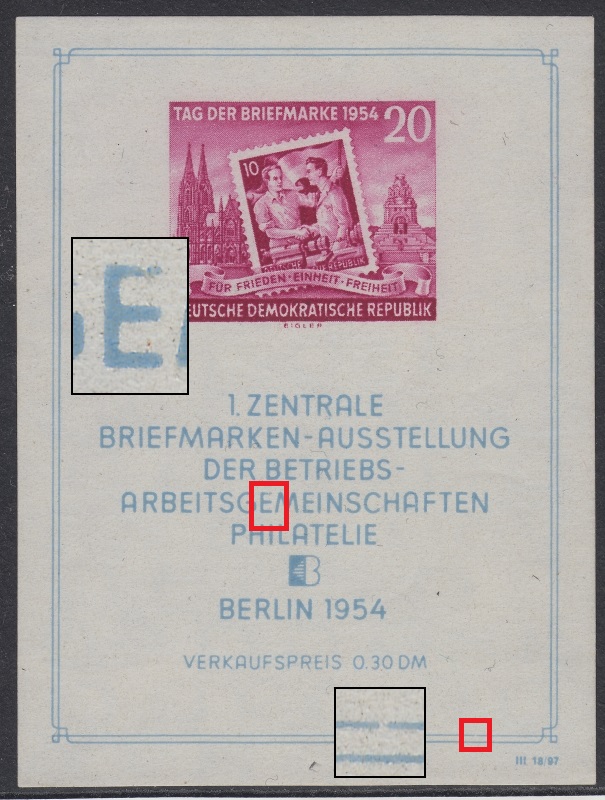 TAG DER BRIEFMARKE 1954 20
10
FÜR FRIEDEN · EINHEIT · FREIHEIT
EUTSCHE DEMOKRATISCHE REPUBLIK
EIGLER
E
1. ZENTRALE
BRIEFMARKEN-AUSSTELLUNG
DER BETRIEBS-
ARBEITSGEMEINSCHAFTEN
PHILATELIE
B
BERLIN 1954
VERKAUFSPREIS 0.30 DM
III 18/97